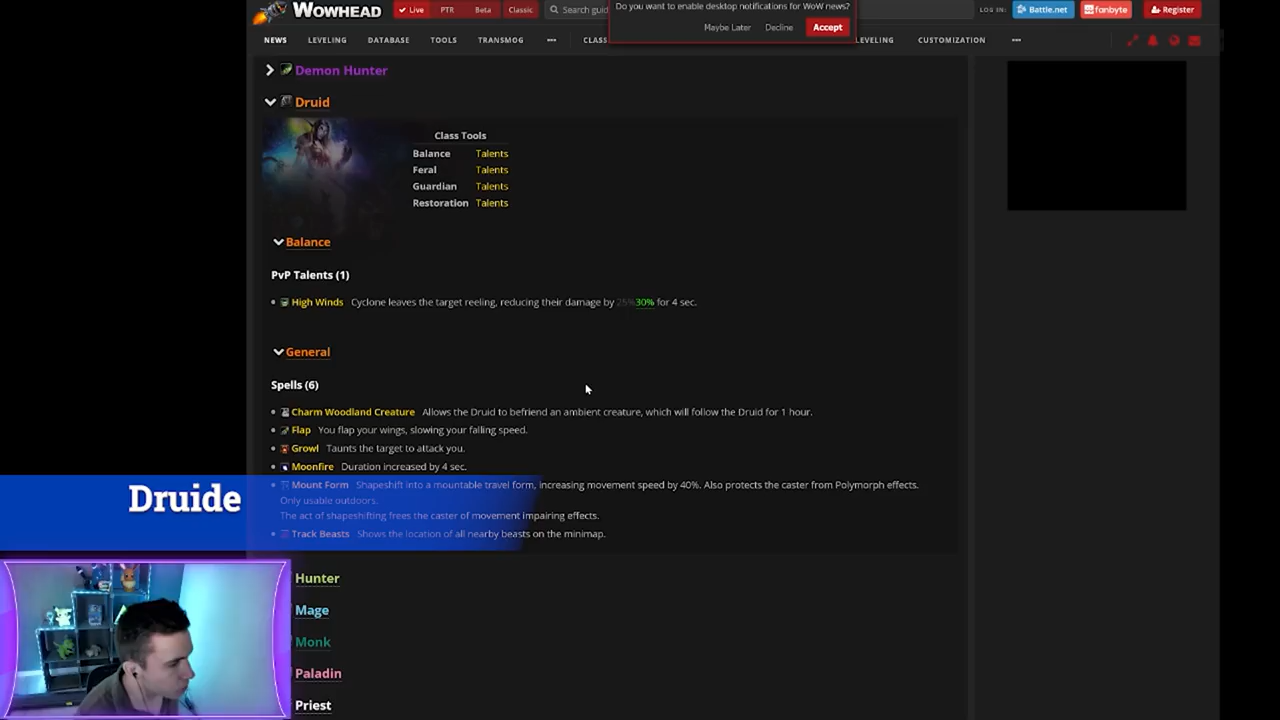 Do you want to enable desktop notifications for WoW news?
Maybe Later Decline Accept
WOWHEAD Live PTR Beta Classic Search guid LOG IN: Battle.net fanbyte Register
NEWS LEVELING DATABASE TOOLS TRANSMOG ••• CLASS LEVELING CUSTOMIZATION •••
Demon Hunter
Druid
Class Tools
Balance Talents
Feral Talents
Guardian Talents
Restoration Talents
Balance
PvP Talents (1)
• High Winds Cyclone leaves the target reeling, reducing their damage by 25%30% for 4 sec.
General
Spells (6)
• Charm Woodland Creature Allows the Druid to befriend an ambient creature, which will follow the Druid for 1 hour.
• Flap You flap your wings, slowing your falling speed.
• Growl Taunts the target to attack you.
• Moonfire Duration increased by 4 sec.
• Mount Form Shapeshift into a mountable travel form, increasing movement speed by 40%. Also protects the caster from Polymorph effects.
Only usable outdoors.
The act of shapeshifting frees the caster of movement impairing effects.
• Track Beasts Shows the location of all nearby beasts on the minimap.
Druide
Hunter
Mage
Monk
Paladin
Priest